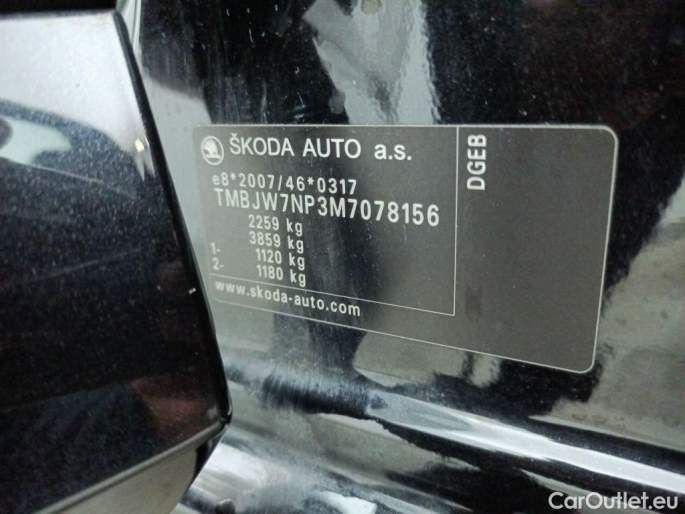 ŠKODA AUTO a.s.
e8*2007/46*0317
TMBJW7NP3M7078156
2259 kg
3859 kg
1- 1120 kg
2- 1180 kg
www.skoda-auto.com
DGEB
CarOutlet.eu